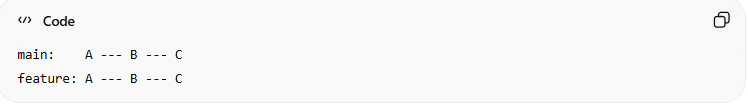 Code
main:    A --- B --- C
feature: A --- B --- C